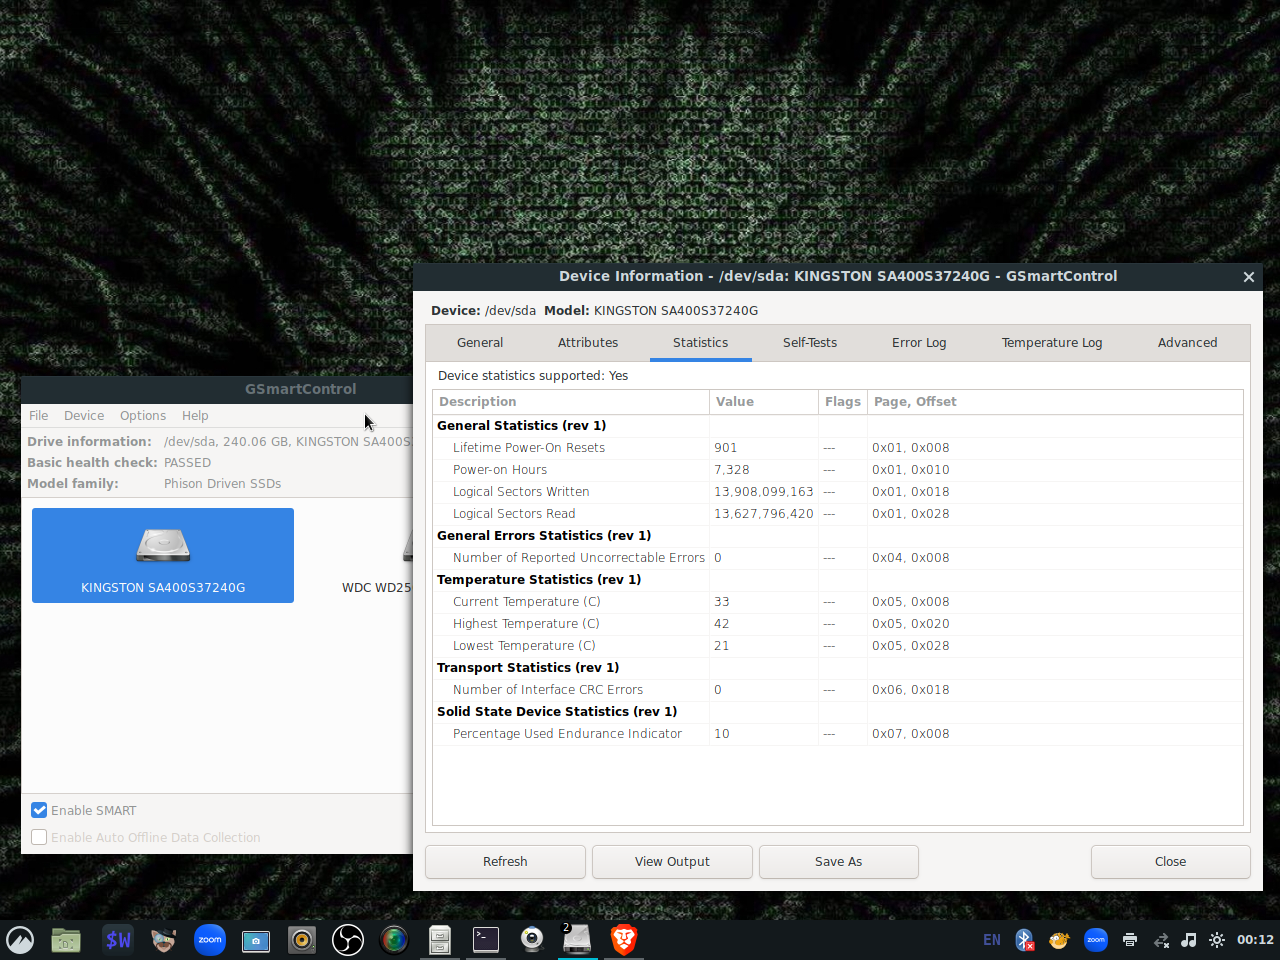 Device Information - /dev/sda: KINGSTON SA400S37240G - GSmartControl
Device: /dev/sda Model: KINGSTON SA400S37240G
General Attributes Statistics Self-Tests Error Log Temperature Log Advanced
Device statistics supported: Yes
Description Value Flags Page, Offset
General Statistics (rev 1)
Lifetime Power-On Resets 901 --- 0x01, 0x008
Power-on Hours 7,328 --- 0x01, 0x010
Logical Sectors Written 13,908,099,163 --- 0x01, 0x018
Logical Sectors Read 13,627,796,420 --- 0x01, 0x028
General Errors Statistics (rev 1)
Number of Reported Uncorrectable Errors 0 --- 0x04, 0x008
Temperature Statistics (rev 1)
Current Temperature (C) 33 --- 0x05, 0x008
Highest Temperature (C) 42 --- 0x05, 0x020
Lowest Temperature (C) 21 --- 0x05, 0x028
Transport Statistics (rev 1)
Number of Interface CRC Errors 0 --- 0x06, 0x018
Solid State Device Statistics (rev 1)
Percentage Used Endurance Indicator 10 --- 0x07, 0x008
Refresh View Output Save As Close
GSmartControl
File Device Options Help
Drive information: /dev/sda, 240.06 GB, KINGSTON SA400S
Basic health check: PASSED
Model family: Phison Driven SSDs
KINGSTON SA400S37240G WDC WD25
Enable SMART
Enable Auto Offline Data Collection
$W zoom 2 EN zoom 00:12